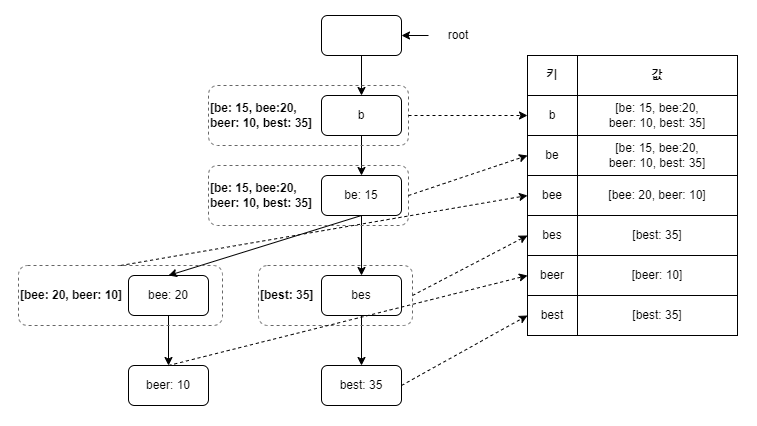 root
[be: 15, bee:20,
beer: 10, best: 35]
b
[be: 15, bee:20,
beer: 10, best: 35]
be: 15
[bee: 20, beer: 10]
bee: 20
[best: 35]
bes
beer: 10
best: 35
키 값
b [be: 15, bee:20,
beer: 10, best: 35]
be [be: 15, bee:20,
beer: 10, best: 35]
bee [bee: 20, beer: 10]
bes [best: 35]
beer [beer: 10]
best [best: 35]